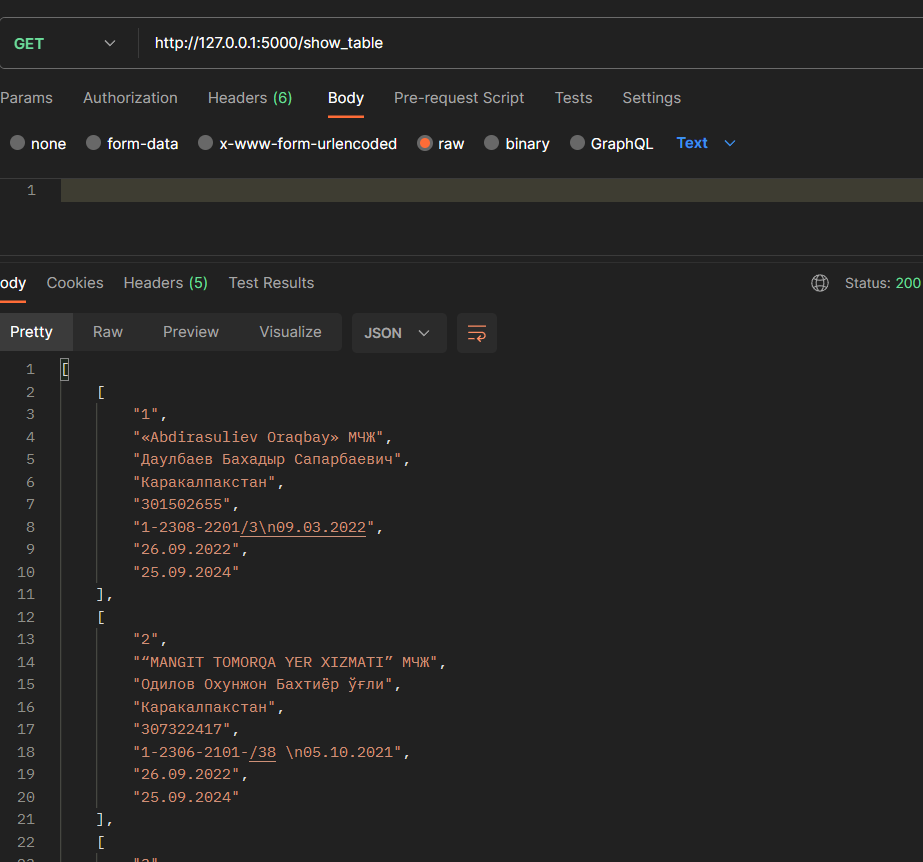 GET http://127.0.0.1:5000/show_table
Params Authorization Headers (6) Body Pre-request Script Tests Settings
none form-data x-www-form-urlencoded raw binary GraphQL Text
1
ody Cookies Headers (5) Test Results Status: 200
Pretty Raw Preview Visualize JSON
1 [
2 [
3 "1",
4 "«Abdirasuliev Oraqbay» МЧЖ",
5 "Даулбаев Бахадыр Сапарбаевич",
6 "Каракалпакстан",
7 "301502655",
8 "1-2308-2201/3\n09.03.2022",
9 "26.09.2022",
10 "25.09.2024"
11 ],
12 [
13 "2",
14 "“MANGIT TOMORQA YER XIZMATI” МЧЖ",
15 "Одилов Охунжон Бахтиёр ўғли",
16 "Каракалпакстан",
17 "307322417",
18 "1-2306-2101-/38 \n05.10.2021",
19 "26.09.2022",
20 "25.09.2024"
21 ],
22 [